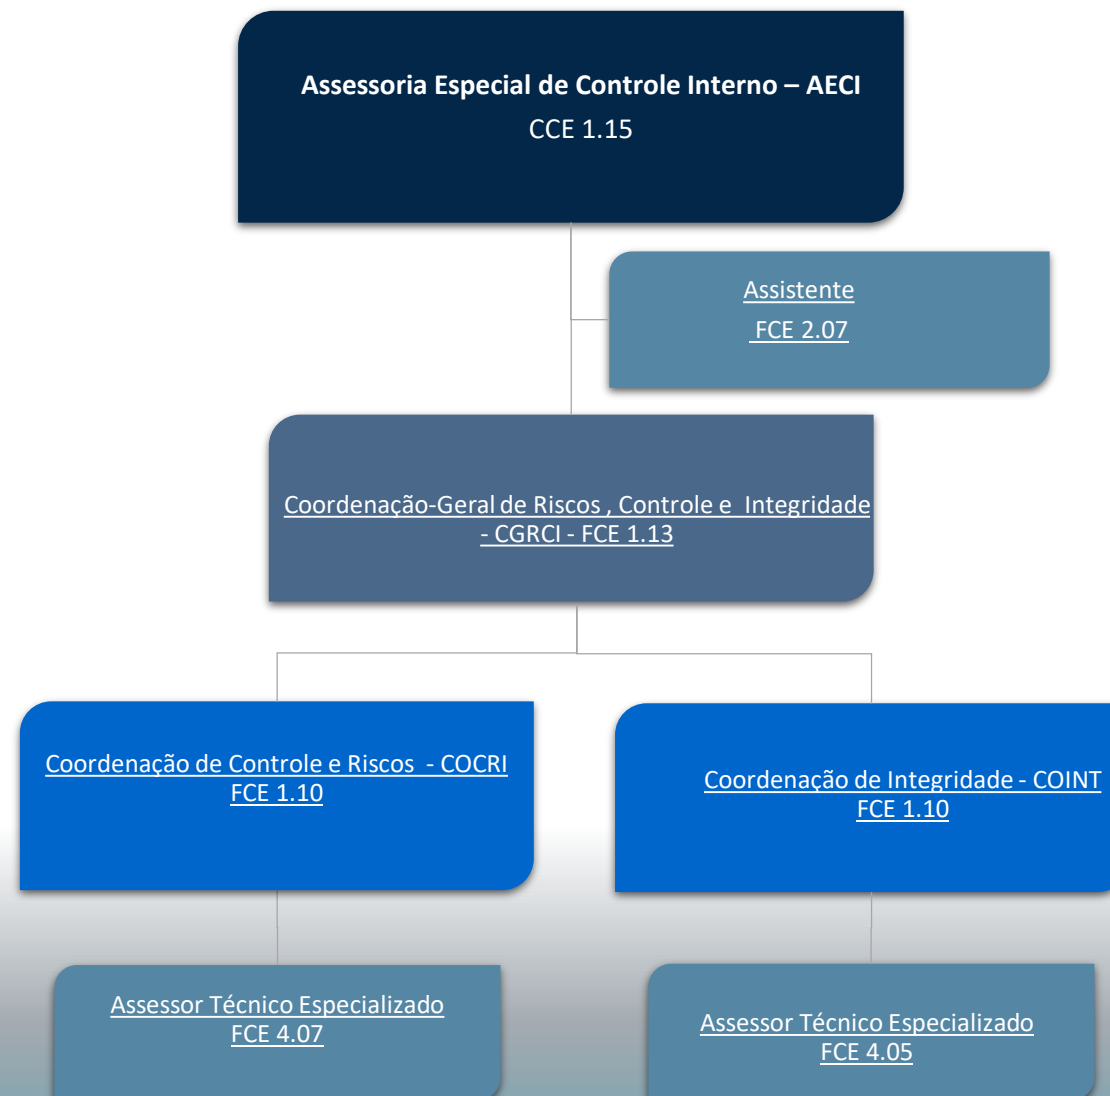 Assessoria Especial de Controle Interno – AECI
CCE 1.15
Assistente
FCE 2.07
Coordenação-Geral de Riscos , Controle e  Integridade
- CGRCI - FCE 1.13
Coordenação de Controle e Riscos  - COCRI
FCE 1.10
Coordenação de Integridade - COINT
FCE 1.10
Assessor Técnico Especializado
FCE 4.07
Assessor Técnico Especializado
FCE 4.05